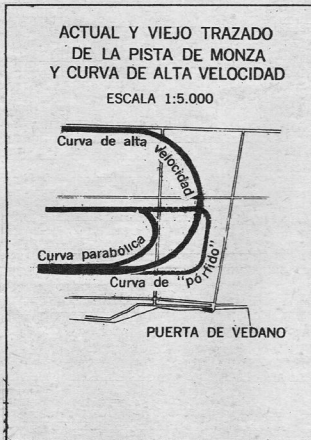 ACTUAL Y VIEJO TRAZADO
DE LA PISTA DE MONZA
Y CURVA DE ALTA VELOCIDAD
ESCALA 1:5.000
Curva de alta velocidad
Curva parabólica
Curva de "pórfido"
PUERTA DE VEDANO